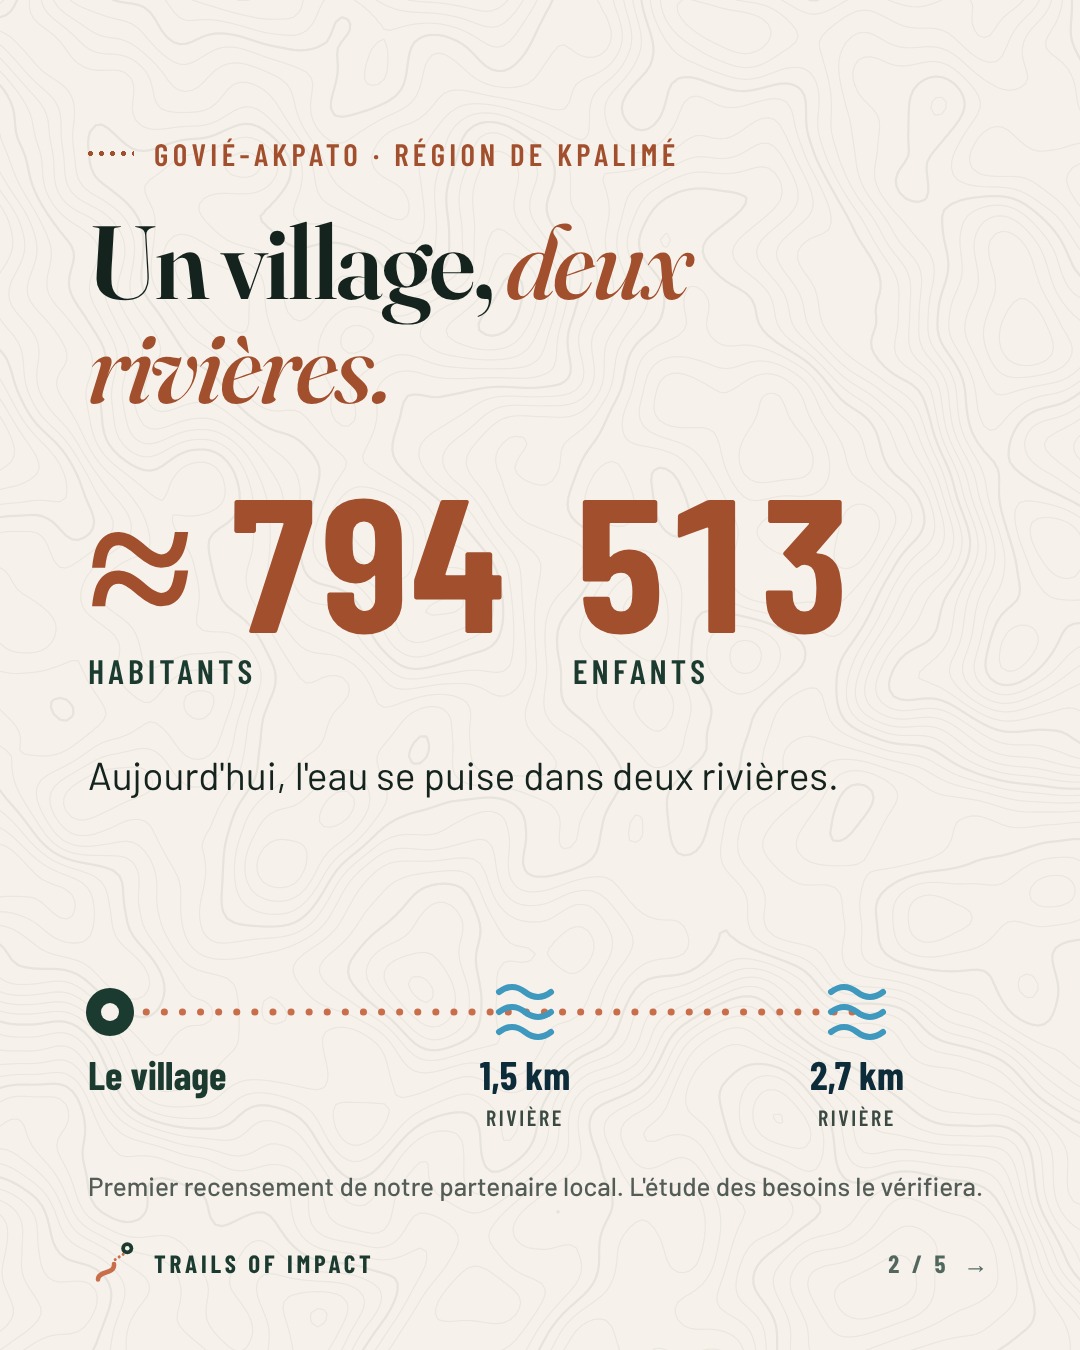 GOVIÉ-AKPATO · RÉGION DE KPALIMÉ
Un village, deux
rivières.
≈ 794 513
HABITANTS ENFANTS
Aujourd'hui, l'eau se puise dans deux rivières.
Le village 1,5 km 2,7 km
RIVIÈRE RIVIÈRE
Premier recensement de notre partenaire local. L'étude des besoins le vérifiera.
TRAILS OF IMPACT 2 / 5 →